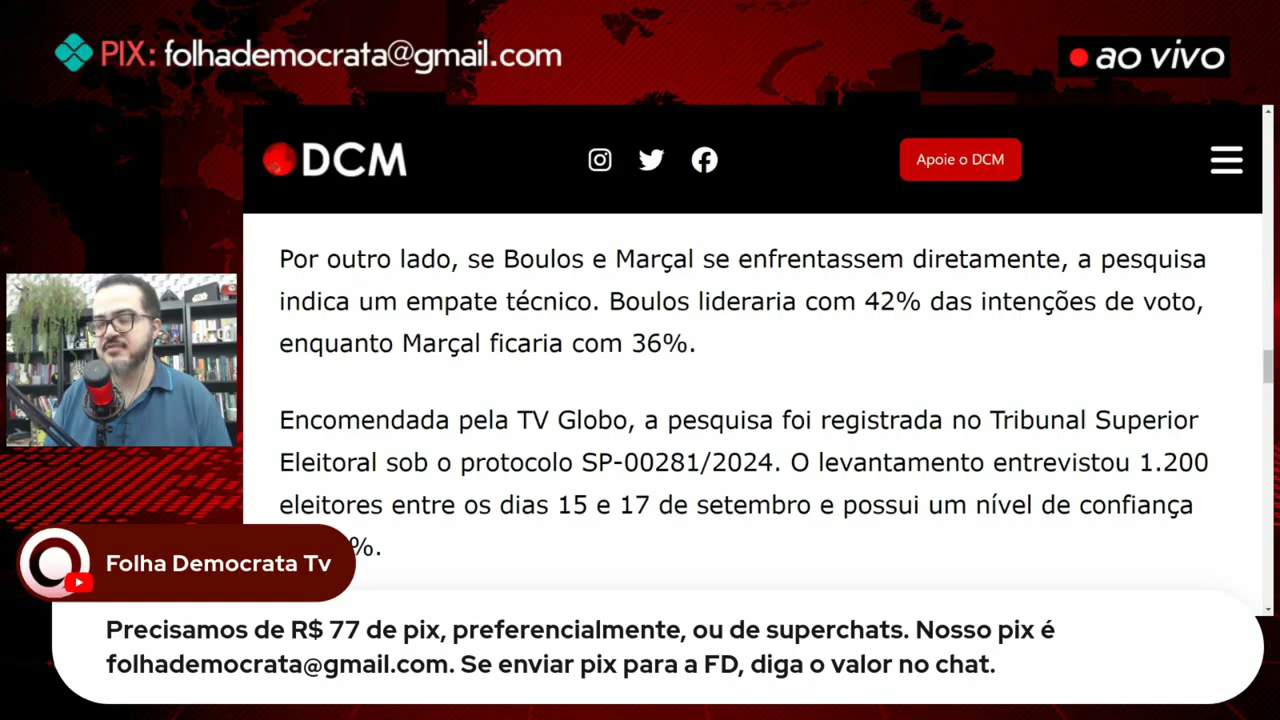 PIX: folhademocrata@gmail.com
ao vivo
DCM
Apoie o DCM
Por outro lado, se Boulos e Marçal se enfrentassem diretamente, a pesquisa
indica um empate técnico. Boulos lideraria com 42% das intenções de voto,
enquanto Marçal ficaria com 36%.
Encomendada pela TV Globo, a pesquisa foi registrada no Tribunal Superior
Eleitoral sob o protocolo SP-00281/2024. O levantamento entrevistou 1.200
eleitores entre os dias 15 e 17 de setembro e possui um nível de confiança
%.
Folha Democrata Tv
Precisamos de R$ 77 de pix, preferencialmente, ou de superchats. Nosso pix é
folhademocrata@gmail.com. Se enviar pix para a FD, diga o valor no chat.